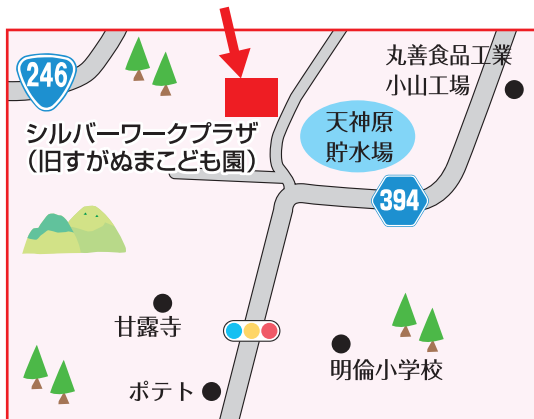 丸善食品工業
小山工場
246
天神原
貯水場
シルバーワークプラザ
（旧すがぬまこども園）
394
甘露寺
明倫小学校
ポテト